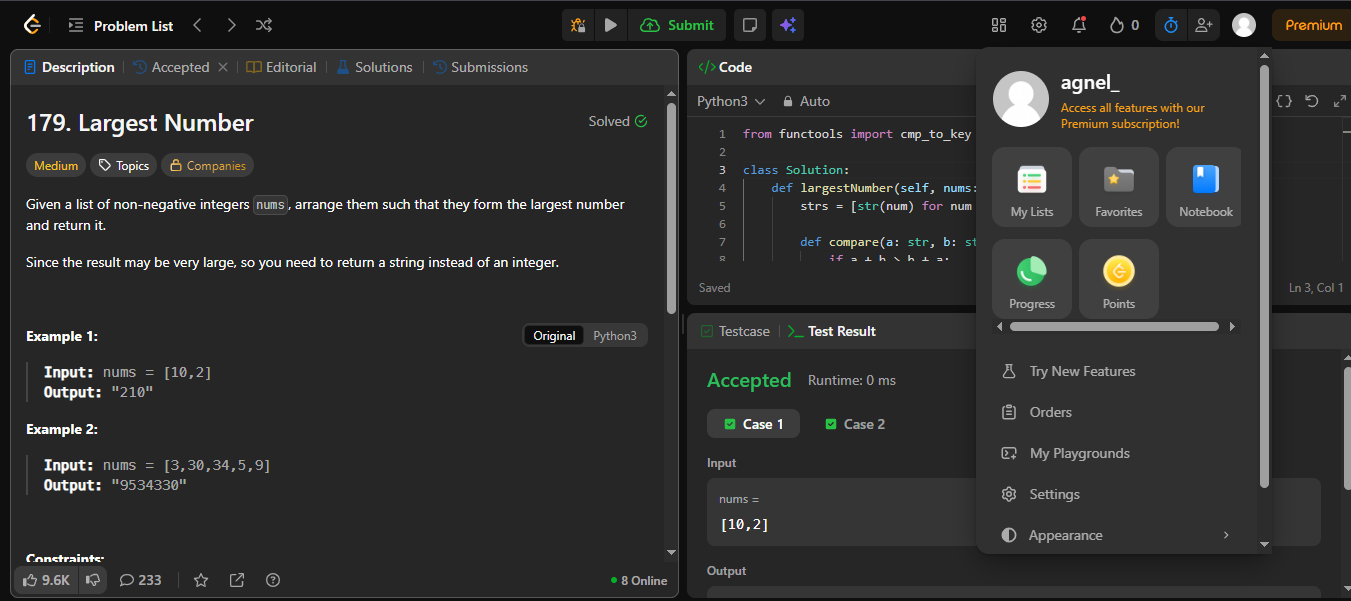 Problem List
Submit
0
Premium
Description
Accepted
Editorial
Solutions
Submissions
179. Largest Number
Solved
Medium
Topics
Companies
Given a list of non-negative integers nums, arrange them such that they form the largest number
and return it.
Since the result may be very large, so you need to return a string instead of an integer.
Example 1:
Original Python3
Input: nums = [10,2]
Output: "210"
Example 2:
Input: nums = [3,30,34,5,9]
Output: "9534330"
Constraints:
9.6K
233
8 Online
</> Code
Python3
Auto
1 from functools import cmp_to_key
2
3 class Solution:
4 def largestNumber(self, nums:
5 strs = [str(num) for num
6
7 def compare(a: str, b: st
8 if a + b > b + a:
Saved
Ln 3, Col 1
Testcase
Test Result
Accepted Runtime: 0 ms
Case 1 Case 2
Input
nums =
[10,2]
Output
agnel_
Access all features with our
Premium subscription!
My Lists
Favorites
Notebook
Progress
Points
Try New Features
Orders
My Playgrounds
Settings
Appearance